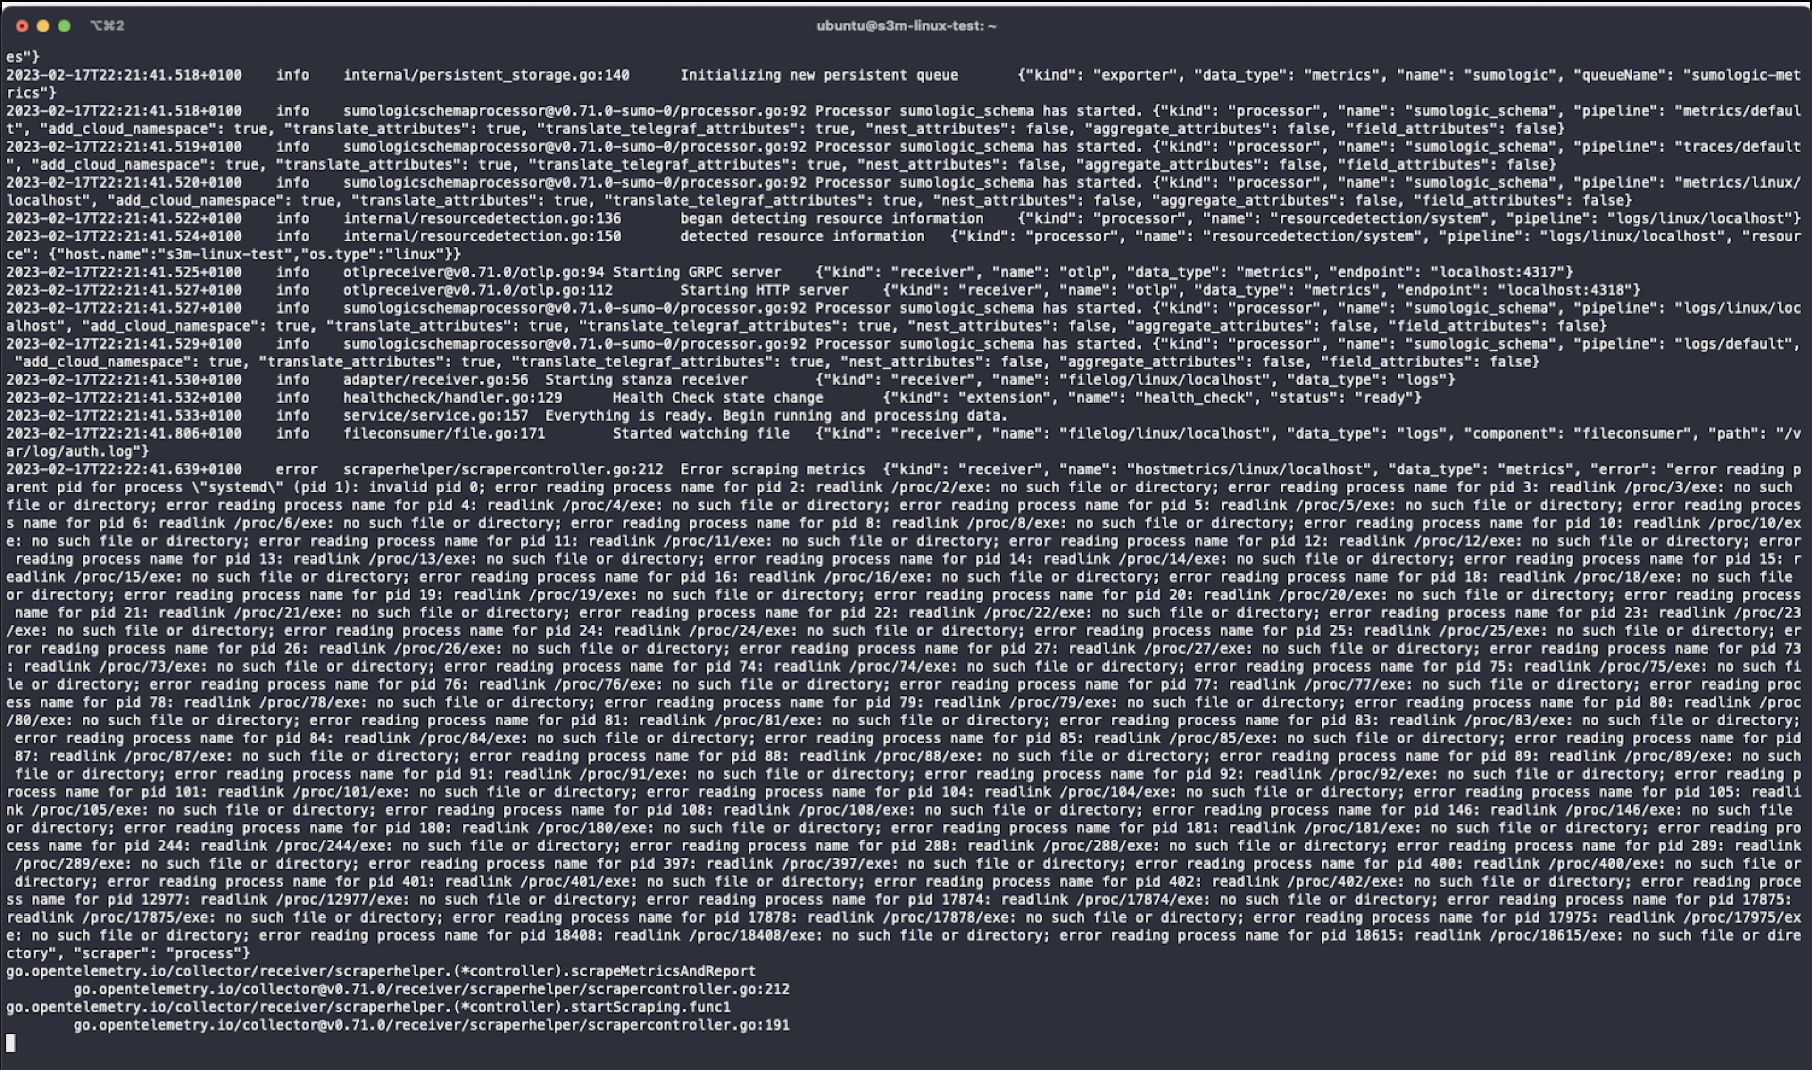 ⌥⌘2
ubuntu@s3m-linux-test: ~
es"}
2023-02-17T22:21:41.518+0100    info    internal/persistent_storage.go:140      Initializing new persistent queue       {"kind": "exporter", "data_type": "metrics", "name": "sumologic", "queueName": "sumologic-met
rics"}
2023-02-17T22:21:41.518+0100    info    sumologicschemaprocessor@v0.71.0-sumo-0/processor.go:92 Processor sumologic_schema has started. {"kind": "processor", "name": "sumologic_schema", "pipeline": "metrics/defaul
t", "add_cloud_namespace": true, "translate_attributes": true, "translate_telegraf_attributes": true, "nest_attributes": false, "aggregate_attributes": false, "field_attributes": false}
2023-02-17T22:21:41.519+0100    info    sumologicschemaprocessor@v0.71.0-sumo-0/processor.go:92 Processor sumologic_schema has started. {"kind": "processor", "name": "sumologic_schema", "pipeline": "traces/default
", "add_cloud_namespace": true, "translate_attributes": true, "translate_telegraf_attributes": true, "nest_attributes": false, "aggregate_attributes": false, "field_attributes": false}
2023-02-17T22:21:41.520+0100    info    sumologicschemaprocessor@v0.71.0-sumo-0/processor.go:92 Processor sumologic_schema has started. {"kind": "processor", "name": "sumologic_schema", "pipeline": "metrics/linux/
localhost", "add_cloud_namespace": true, "translate_attributes": true, "translate_telegraf_attributes": true, "nest_attributes": false, "aggregate_attributes": false, "field_attributes": false}
2023-02-17T22:21:41.522+0100    info    internal/resourcedetection.go:136       began detecting resource information    {"kind": "processor", "name": "resourcedetection/system", "pipeline": "logs/linux/localhost"}
2023-02-17T22:21:41.524+0100    info    internal/resourcedetection.go:150       detected resource information   {"kind": "processor", "name": "resourcedetection/system", "pipeline": "logs/linux/localhost", "resour
ce": {"host.name":"s3m-linux-test","os.type":"linux"}}
2023-02-17T22:21:41.525+0100    info    otlpreceiver@v0.71.0/otlp.go:94 Starting GRPC server    {"kind": "receiver", "name": "otlp", "data_type": "metrics", "endpoint": "localhost:4317"}
2023-02-17T22:21:41.527+0100    info    otlpreceiver@v0.71.0/otlp.go:112        Starting HTTP server    {"kind": "receiver", "name": "otlp", "data_type": "metrics", "endpoint": "localhost:4318"}
2023-02-17T22:21:41.527+0100    info    sumologicschemaprocessor@v0.71.0-sumo-0/processor.go:92 Processor sumologic_schema has started. {"kind": "processor", "name": "sumologic_schema", "pipeline": "logs/linux/loc
alhost", "add_cloud_namespace": true, "translate_attributes": true, "translate_telegraf_attributes": true, "nest_attributes": false, "aggregate_attributes": false, "field_attributes": false}
2023-02-17T22:21:41.529+0100    info    sumologicschemaprocessor@v0.71.0-sumo-0/processor.go:92 Processor sumologic_schema has started. {"kind": "processor", "name": "sumologic_schema", "pipeline": "logs/default",
 "add_cloud_namespace": true, "translate_attributes": true, "translate_telegraf_attributes": true, "nest_attributes": false, "aggregate_attributes": false, "field_attributes": false}
2023-02-17T22:21:41.530+0100    info    adapter/receiver.go:56  Starting stanza receiver        {"kind": "receiver", "name": "filelog/linux/localhost", "data_type": "logs"}
2023-02-17T22:21:41.532+0100    info    healthcheck/handler.go:129      Health Check state change       {"kind": "extension", "name": "health_check", "status": "ready"}
2023-02-17T22:21:41.533+0100    info    service/service.go:157  Everything is ready. Begin running and processing data.
2023-02-17T22:21:41.806+0100    info    fileconsumer/file.go:171        Started watching file   {"kind": "receiver", "name": "filelog/linux/localhost", "data_type": "logs", "component": "fileconsumer", "path": "/v
ar/log/auth.log"}
2023-02-17T22:22:41.639+0100    error   scraperhelper/scrapercontroller.go:212  Error scraping metrics  {"kind": "receiver", "name": "hostmetrics/linux/localhost", "data_type": "metrics", "error": "error reading p
arent pid for process \"systemd\" (pid 1): invalid pid 0; error reading process name for pid 2: readlink /proc/2/exe: no such file or directory; error reading process name for pid 3: readlink /proc/3/exe: no such
file or directory; error reading process name for pid 4: readlink /proc/4/exe: no such file or directory; error reading process name for pid 5: readlink /proc/5/exe: no such file or directory; error reading proces
s name for pid 6: readlink /proc/6/exe: no such file or directory; error reading process name for pid 8: readlink /proc/8/exe: no such file or directory; error reading process name for pid 10: readlink /proc/10/ex
e: no such file or directory; error reading process name for pid 11: readlink /proc/11/exe: no such file or directory; error reading process name for pid 12: readlink /proc/12/exe: no such file or directory; error
 reading process name for pid 13: readlink /proc/13/exe: no such file or directory; error reading process name for pid 14: readlink /proc/14/exe: no such file or directory; error reading process name for pid 15: r
eadlink /proc/15/exe: no such file or directory; error reading process name for pid 16: readlink /proc/16/exe: no such file or directory; error reading process name for pid 18: readlink /proc/18/exe: no such file
or directory; error reading process name for pid 19: readlink /proc/19/exe: no such file or directory; error reading process name for pid 20: readlink /proc/20/exe: no such file or directory; error reading process
 name for pid 21: readlink /proc/21/exe: no such file or directory; error reading process name for pid 22: readlink /proc/22/exe: no such file or directory; error reading process name for pid 23: readlink /proc/23
/exe: no such file or directory; error reading process name for pid 24: readlink /proc/24/exe: no such file or directory; error reading process name for pid 25: readlink /proc/25/exe: no such file or directory; er
ror reading process name for pid 26: readlink /proc/26/exe: no such file or directory; error reading process name for pid 27: readlink /proc/27/exe: no such file or directory; error reading process name for pid 73
: readlink /proc/73/exe: no such file or directory; error reading process name for pid 74: readlink /proc/74/exe: no such file or directory; error reading process name for pid 75: readlink /proc/75/exe: no such fi
le or directory; error reading process name for pid 76: readlink /proc/76/exe: no such file or directory; error reading process name for pid 77: readlink /proc/77/exe: no such file or directory; error reading proc
ess name for pid 78: readlink /proc/78/exe: no such file or directory; error reading process name for pid 79: readlink /proc/79/exe: no such file or directory; error reading process name for pid 80: readlink /proc
/80/exe: no such file or directory; error reading process name for pid 81: readlink /proc/81/exe: no such file or directory; error reading process name for pid 83: readlink /proc/83/exe: no such file or directory;
 error reading process name for pid 84: readlink /proc/84/exe: no such file or directory; error reading process name for pid 85: readlink /proc/85/exe: no such file or directory; error reading process name for pid
 87: readlink /proc/87/exe: no such file or directory; error reading process name for pid 88: readlink /proc/88/exe: no such file or directory; error reading process name for pid 89: readlink /proc/89/exe: no such
 file or directory; error reading process name for pid 91: readlink /proc/91/exe: no such file or directory; error reading process name for pid 92: readlink /proc/92/exe: no such file or directory; error reading p
rocess name for pid 101: readlink /proc/101/exe: no such file or directory; error reading process name for pid 104: readlink /proc/104/exe: no such file or directory; error reading process name for pid 105: readli
nk /proc/105/exe: no such file or directory; error reading process name for pid 108: readlink /proc/108/exe: no such file or directory; error reading process name for pid 146: readlink /proc/146/exe: no such file
or directory; error reading process name for pid 180: readlink /proc/180/exe: no such file or directory; error reading process name for pid 181: readlink /proc/181/exe: no such file or directory; error reading pro
cess name for pid 244: readlink /proc/244/exe: no such file or directory; error reading process name for pid 288: readlink /proc/288/exe: no such file or directory; error reading process name for pid 289: readlink
 /proc/289/exe: no such file or directory; error reading process name for pid 397: readlink /proc/397/exe: no such file or directory; error reading process name for pid 400: readlink /proc/400/exe: no such file or
 directory; error reading process name for pid 401: readlink /proc/401/exe: no such file or directory; error reading process name for pid 402: readlink /proc/402/exe: no such file or directory; error reading proce
ss name for pid 12977: readlink /proc/12977/exe: no such file or directory; error reading process name for pid 17874: readlink /proc/17874/exe: no such file or directory; error reading process name for pid 17875:
readlink /proc/17875/exe: no such file or directory; error reading process name for pid 17878: readlink /proc/17878/exe: no such file or directory; error reading process name for pid 17975: readlink /proc/17975/ex
e: no such file or directory; error reading process name for pid 18408: readlink /proc/18408/exe: no such file or directory; error reading process name for pid 18615: readlink /proc/18615/exe: no such file or dire
ctory", "scraper": "process"}
go.opentelemetry.io/collector/receiver/scraperhelper.(*controller).scrapeMetricsAndReport
        go.opentelemetry.io/collector@v0.71.0/receiver/scraperhelper/scrapercontroller.go:212
go.opentelemetry.io/collector/receiver/scraperhelper.(*controller).startScraping.func1
        go.opentelemetry.io/collector@v0.71.0/receiver/scraperhelper/scrapercontroller.go:191